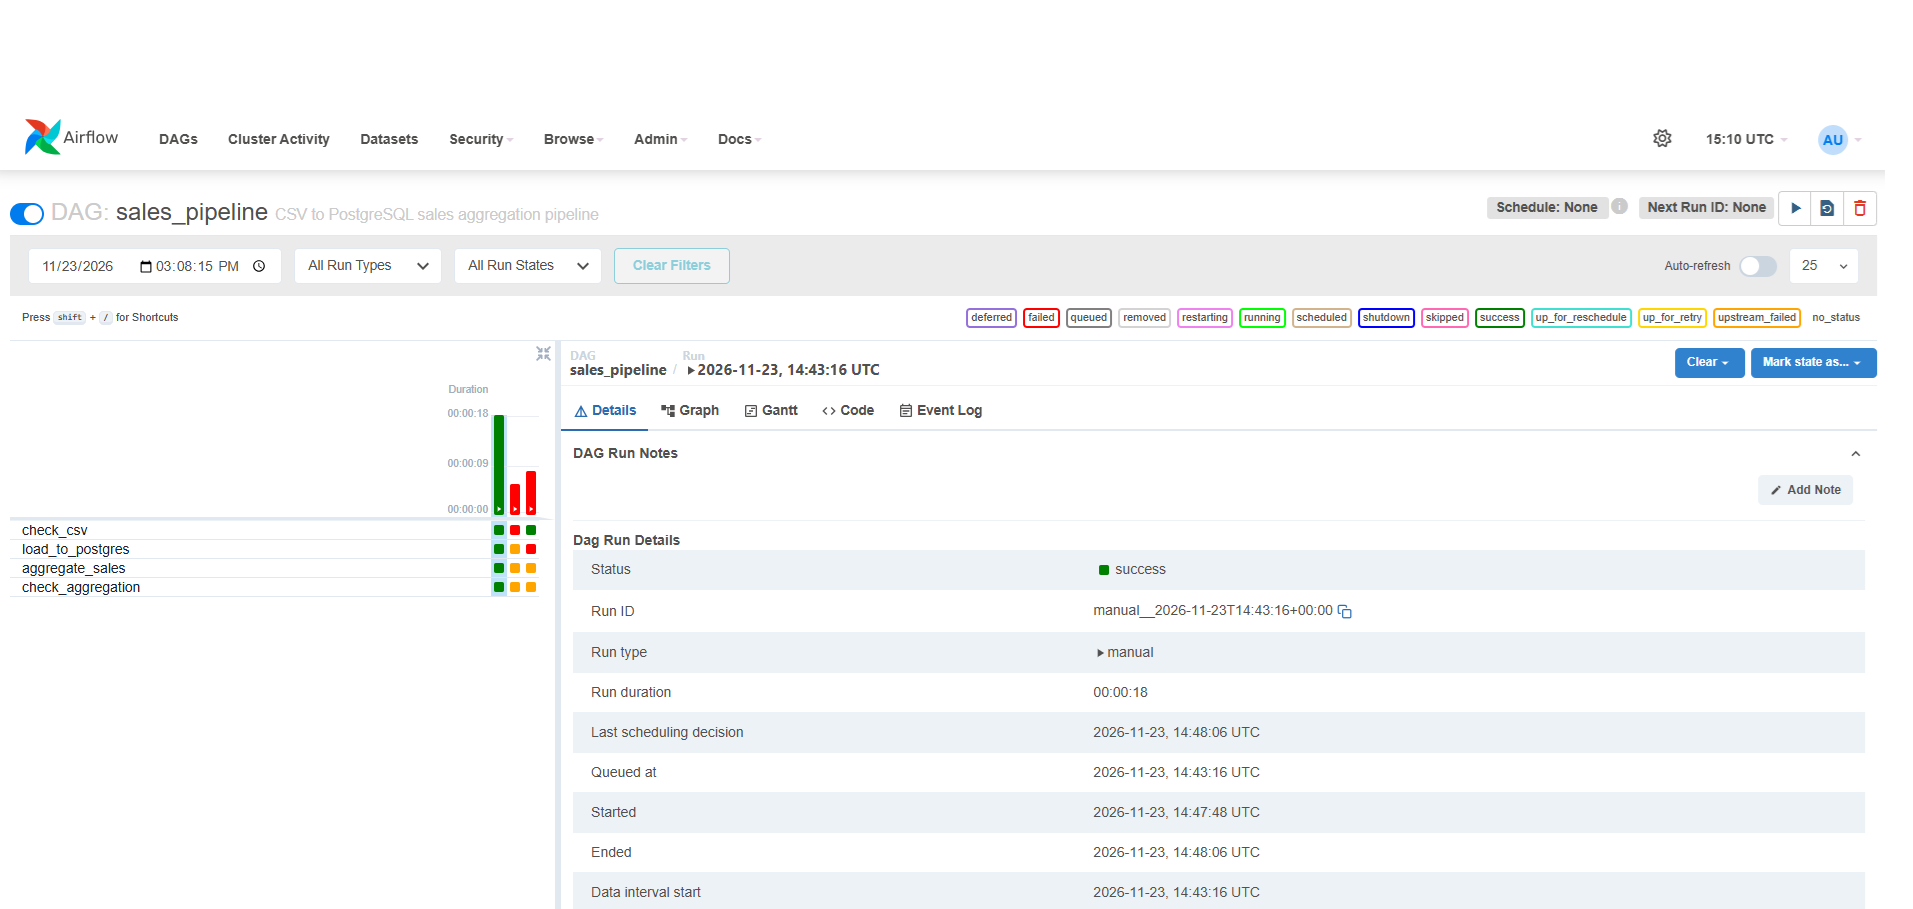 Airflow DAGs Cluster Activity Datasets Security Browse Admin Docs 15:10 UTC AU
DAG: sales_pipeline CSV to PostgreSQL sales aggregation pipeline Schedule: None i Next Run ID: None
11/23/2026 03:08:15 PM All Run Types All Run States Clear Filters Auto-refresh 25
Press shift + / for Shortcuts deferred failed queued removed restarting running scheduled shutdown skipped success up_for_reschedule up_for_retry upstream_failed no_status
Duration
00:00:18
00:00:09
00:00:00
check_csv
load_to_postgres
aggregate_sales
check_aggregation
DAG Run
sales_pipeline / 2026-11-23, 14:43:16 UTC Clear Mark state as...
Details Graph Gantt Code Event Log
DAG Run Notes
Add Note
Dag Run Details
Status success
Run ID manual__2026-11-23T14:43:16+00:00
Run type manual
Run duration 00:00:18
Last scheduling decision 2026-11-23, 14:48:06 UTC
Queued at 2026-11-23, 14:43:16 UTC
Started 2026-11-23, 14:47:48 UTC
Ended 2026-11-23, 14:48:06 UTC
Data interval start 2026-11-23, 14:43:16 UTC